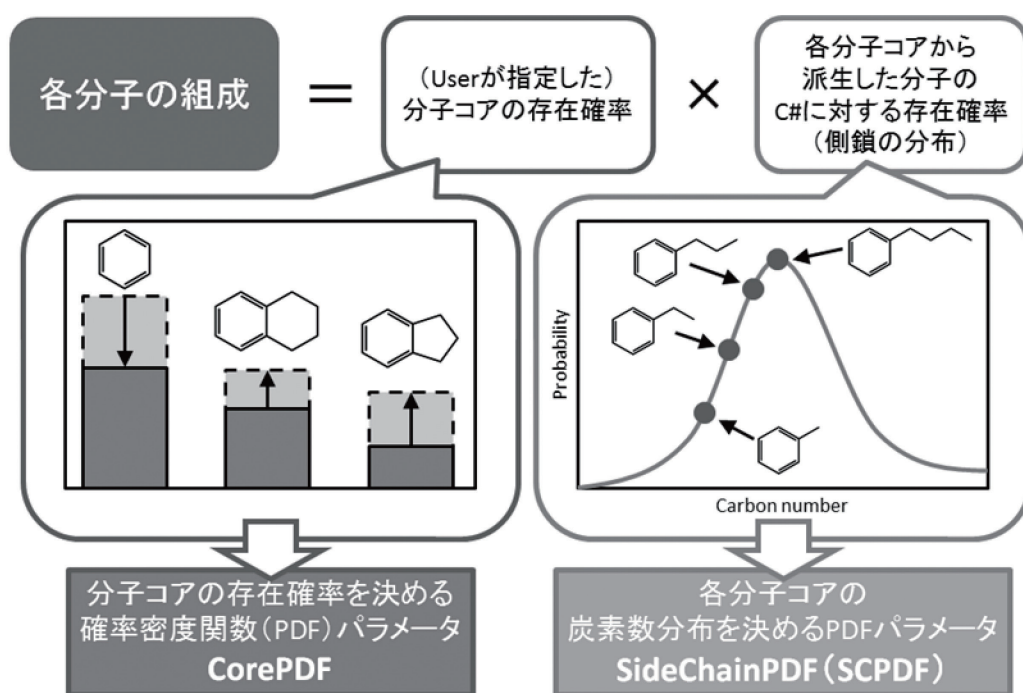 各分子の組成
=
(Userが指定した)
分子コアの存在確率
×
各分子コアから
派生した分子の
C#に対する存在確率
(側鎖の分布)
Probability
Carbon number
分子コアの存在確率を決める
確率密度関数(PDF)パラメータ
CorePDF
各分子コアの
炭素数分布を決めるPDFパラメータ
SideChainPDF(SCPDF)